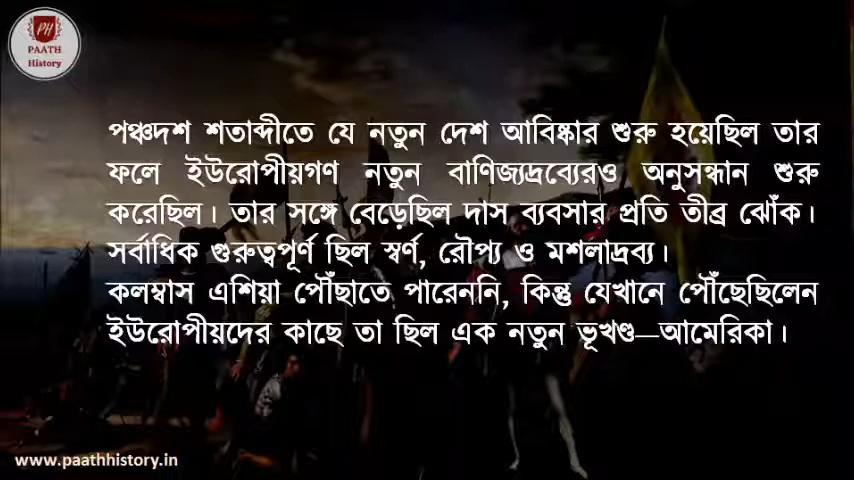 PH
PAATH
History
পঞ্চদশ শতাব্দীতে যে নতুন দেশ আবিষ্কার শুরু হয়েছিল তার
ফলে ইউরোপীয়গণ নতুন বাণিজ্যদ্রব্যেরও অনুসন্ধান শুরু
করেছিল। তার সঙ্গে বেড়েছিল দাস ব্যবসার প্রতি তীব্র ঝোঁক।
সর্বাধিক গুরুত্বপূর্ণ ছিল স্বর্ণ, রৌপ্য ও মশলাদ্রব্য।
কলম্বাস এশিয়া পৌঁছাতে পারেননি, কিন্তু যেখানে পৌঁছেছিলেন
ইউরোপীয়দের কাছে তা ছিল এক নতুন ভূখণ্ড—আমেরিকা।
www.paathhistory.in